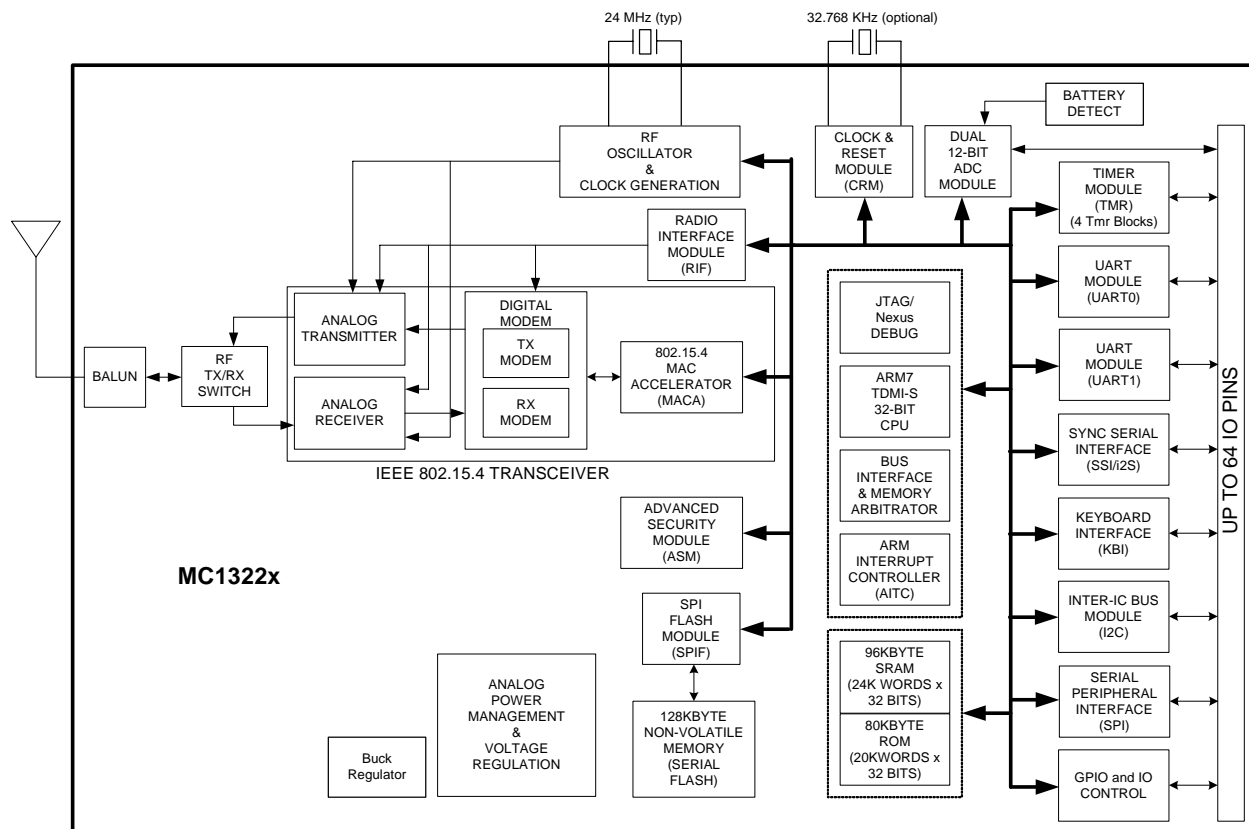 24 MHz (typ)
32.768 KHz (optional)
BATTERY
DETECT
RF
OSCILLATOR
&
CLOCK GENERATION
CLOCK &
RESET
MODULE
(CRM)
DUAL
12-BIT
ADC
MODULE
TIMER
MODULE
(TMR)
(4 Tmr Blocks)
RADIO
INTERFACE
MODULE
(RIF)
UART
MODULE
(UART0)
JTAG/
Nexus
DEBUG
ANALOG
TRANSMITTER
DIGITAL
MODEM
TX
MODEM
RX
MODEM
802.15.4
MAC
ACCELERATOR
(MACA)
BALUN
RF
TX/RX
SWITCH
ANALOG
RECEIVER
IEEE 802.15.4 TRANSCEIVER
UART
MODULE
(UART1)
ARM7
TDMI-S
32-BIT
CPU
SYNC SERIAL
INTERFACE
(SSI/i2S)
BUS
INTERFACE
& MEMORY
ARBITRATOR
UP TO 64 IO PINS
ADVANCED
SECURITY
MODULE
(ASM)
KEYBOARD
INTERFACE
(KBI)
ARM
INTERRUPT
CONTROLLER
(AITC)
MC1322x
SPI
FLASH
MODULE
(SPIF)
INTER-IC BUS
MODULE
(I2C)
96KBYTE
SRAM
(24K WORDS x
32 BITS)
SERIAL
PERIPHERAL
INTERFACE
(SPI)
ANALOG
POWER
MANAGEMENT
&
VOLTAGE
REGULATION
128KBYTE
NON-VOLATILE
MEMORY
(SERIAL
FLASH)
80KBYTE
ROM
(20KWORDS x
32 BITS)
Buck
Regulator
GPIO and IO
CONTROL